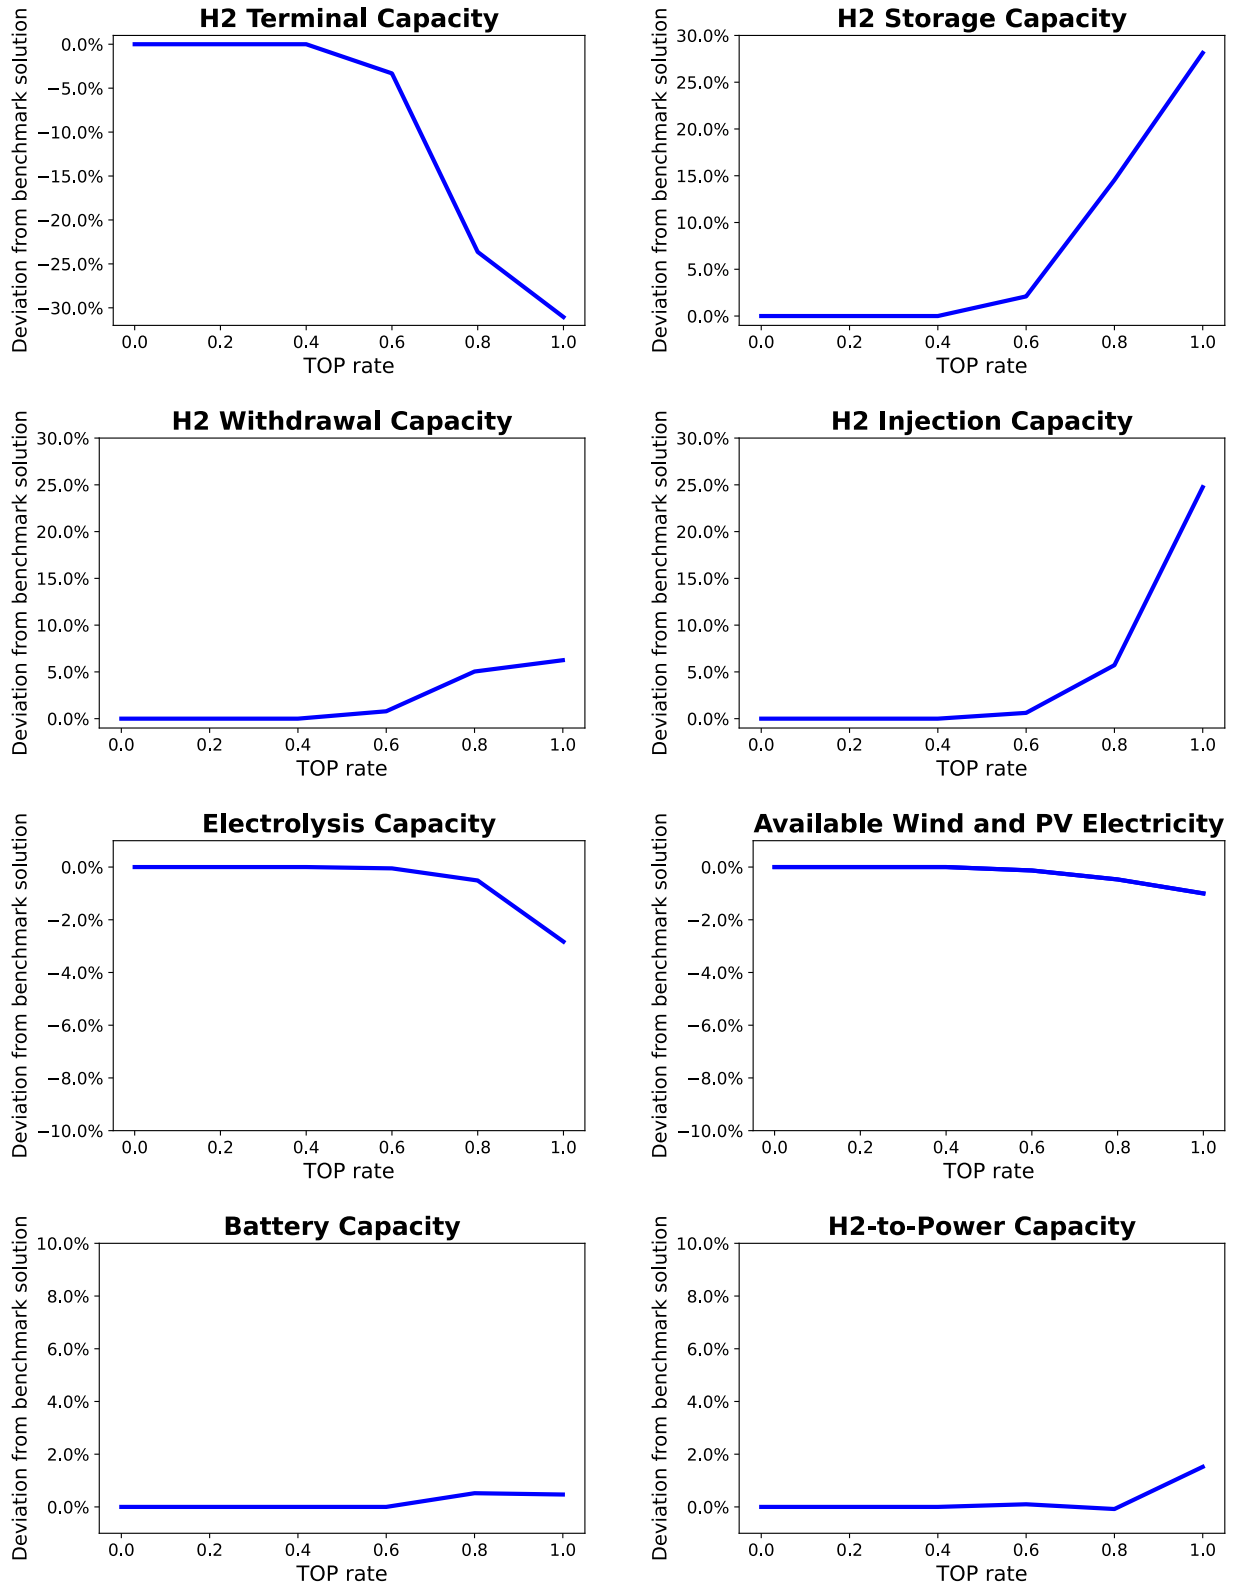 H2 Terminal Capacity
Deviation from benchmark solution
0.0%
−5.0%
−10.0%
−15.0%
−20.0%
−25.0%
−30.0%
0.0 0.2 0.4 0.6 0.8 1.0
TOP rate
H2 Storage Capacity
Deviation from benchmark solution
30.0%
25.0%
20.0%
15.0%
10.0%
5.0%
0.0%
0.0 0.2 0.4 0.6 0.8 1.0
TOP rate
H2 Withdrawal Capacity
Deviation from benchmark solution
30.0%
25.0%
20.0%
15.0%
10.0%
5.0%
0.0%
0.0 0.2 0.4 0.6 0.8 1.0
TOP rate
H2 Injection Capacity
Deviation from benchmark solution
30.0%
25.0%
20.0%
15.0%
10.0%
5.0%
0.0%
0.0 0.2 0.4 0.6 0.8 1.0
TOP rate
Electrolysis Capacity
Deviation from benchmark solution
0.0%
−2.0%
−4.0%
−6.0%
−8.0%
−10.0%
0.0 0.2 0.4 0.6 0.8 1.0
TOP rate
Available Wind and PV Electricity
Deviation from benchmark solution
0.0%
−2.0%
−4.0%
−6.0%
−8.0%
−10.0%
0.0 0.2 0.4 0.6 0.8 1.0
TOP rate
Battery Capacity
Deviation from benchmark solution
10.0%
8.0%
6.0%
4.0%
2.0%
0.0%
0.0 0.2 0.4 0.6 0.8 1.0
TOP rate
H2-to-Power Capacity
Deviation from benchmark solution
10.0%
8.0%
6.0%
4.0%
2.0%
0.0%
0.0 0.2 0.4 0.6 0.8 1.0
TOP rate